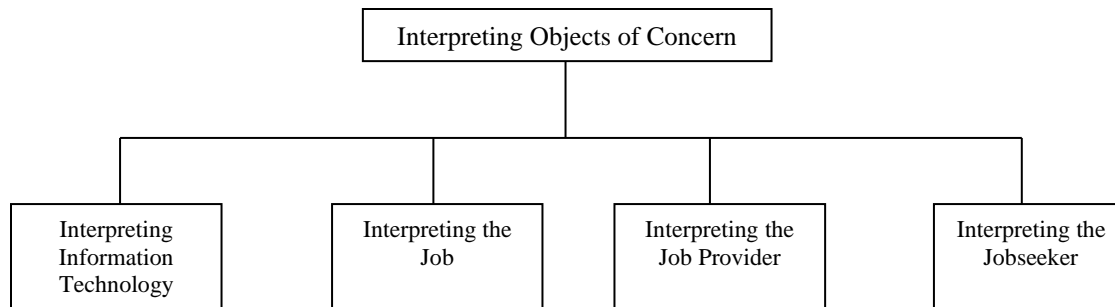 Interpreting Objects of Concern
Interpreting
Information
Technology
Interpreting the
Job
Interpreting the
Job Provider
Interpreting the
Jobseeker